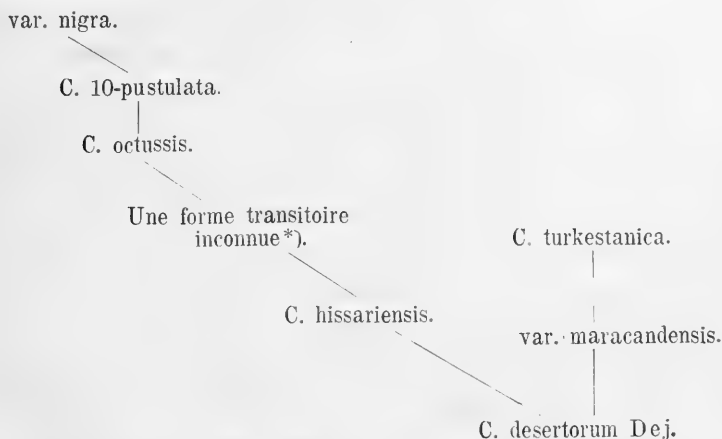 var. nigra.
C. 10-pustulata.
C. octussis.
Une forme transitoire
inconnue*).
C. turkestanica.
C. hissariensis.
var. maracandensis.
C. desertorum Dej.